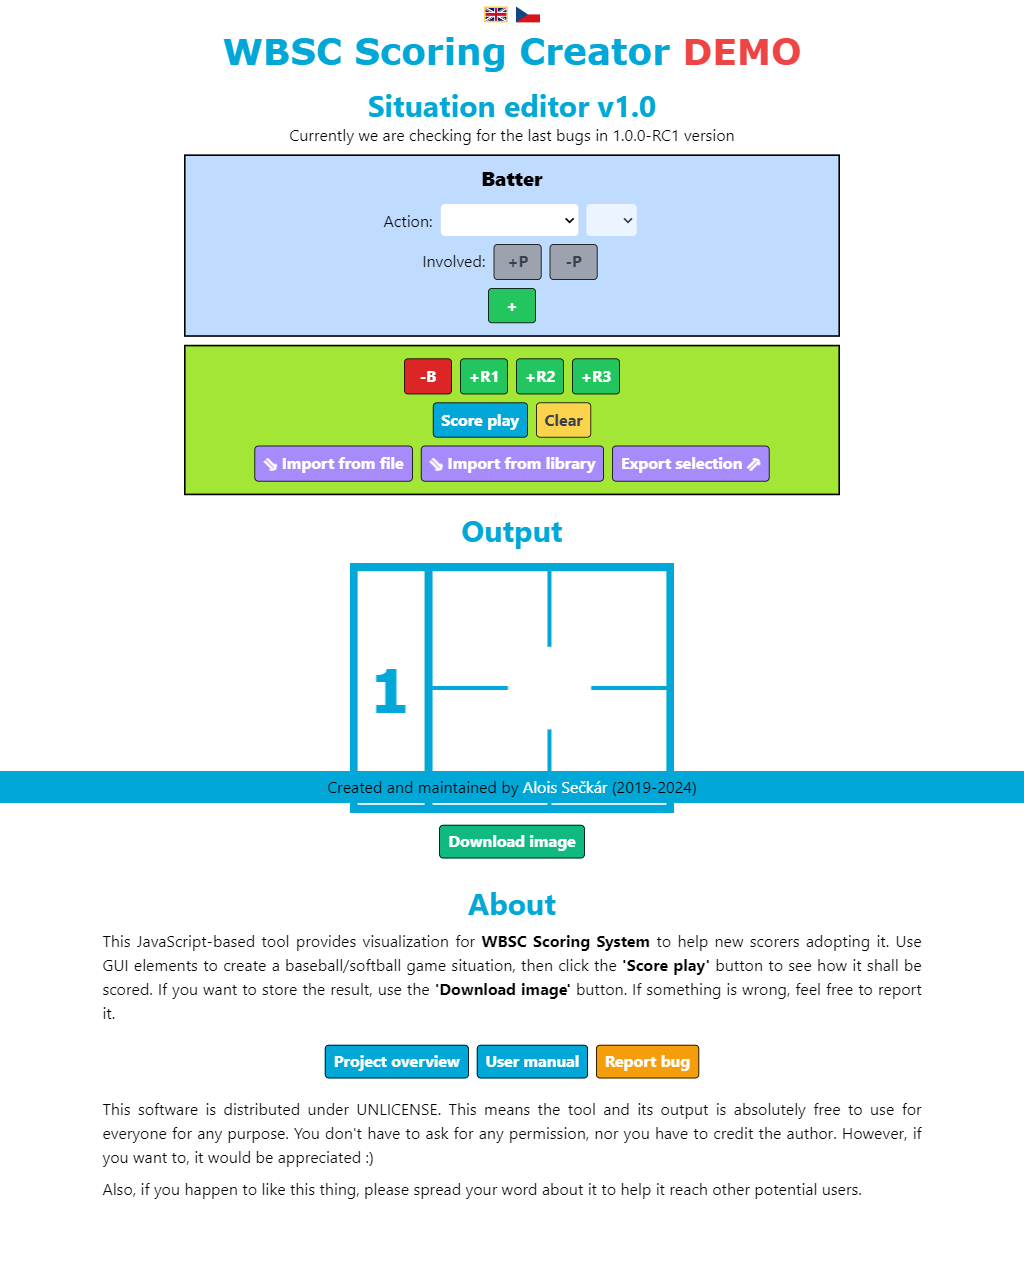 WBSC Scoring Creator DEMO
Situation editor v1.0
Currently we are checking for the last bugs in 1.0.0-RC1 version
Batter
Action:
Involved: +P -P
+
-B +R1 +R2 +R3
Score play Clear
⇘ Import from file ⇘ Import from library Export selection ⇗
Output
1
Created and maintained by Alois Sečkár (2019-2024)
Download image
About
This JavaScript-based tool provides visualization for WBSC Scoring System to help new scorers adopting it. Use
GUI elements to create a baseball/softball game situation, then click the 'Score play' button to see how it shall be
scored. If you want to store the result, use the 'Download image' button. If something is wrong, feel free to report
it.
Project overview User manual Report bug
This software is distributed under UNLICENSE. This means the tool and its output is absolutely free to use for
everyone for any purpose. You don't have to ask for any permission, nor you have to credit the author. However, if
you want to, it would be appreciated :)
Also, if you happen to like this thing, please spread your word about it to help it reach other potential users.